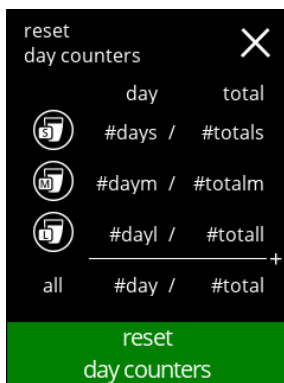 reset
day counters
day total
S #days / #totals
M #daym / #totalm
L #dayl / #totall
+
all #day / #total
reset
day counters